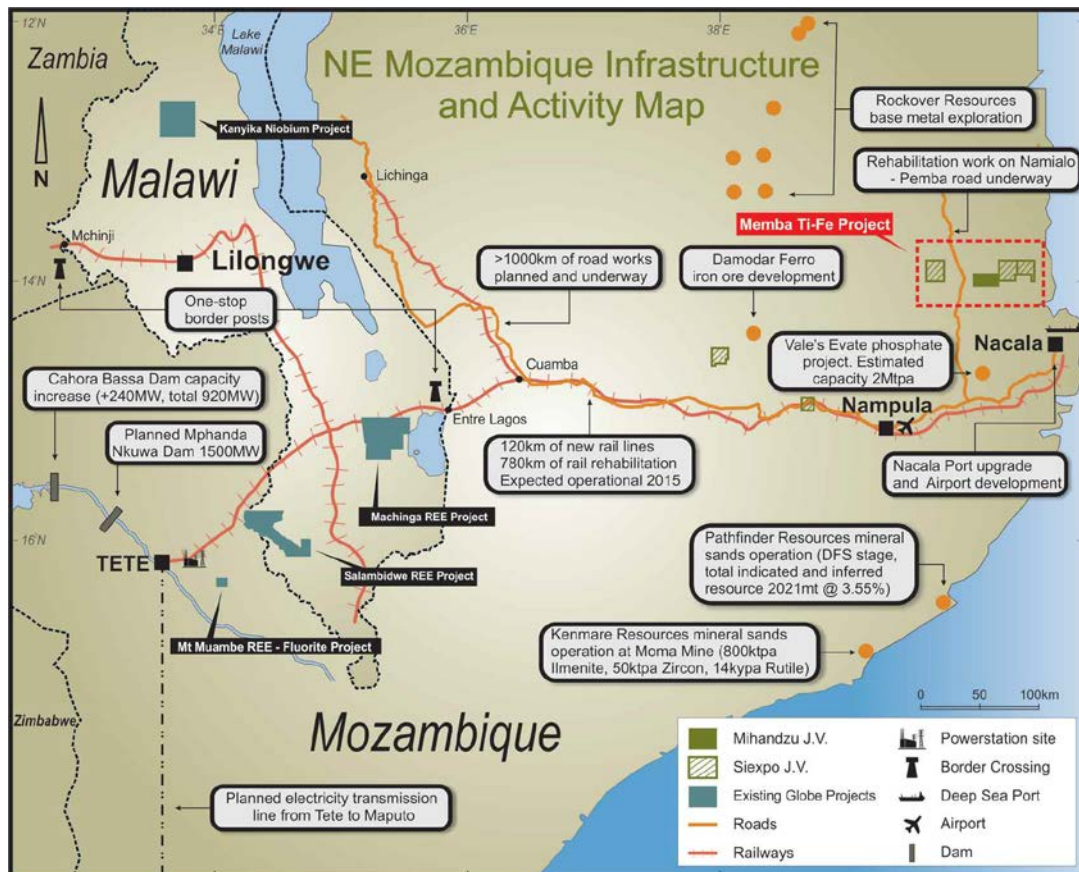 12°N
34°E
36°E
38°E
Zambia
Lake
Malawi
NE Mozambique Infrastructure
and Activity Map
Rockover Resources
base metal exploration
N
Kanyika Niobium Project
Malawi
Lichinga
Rehabilitation work on Namialo
- Pemba road underway
Memba Ti-Fe Project
Mchinji
Lilongwe
>1000km of road works
planned and underway
Damodar Ferro
iron ore development
14°N
14°N
One-stop
border posts
Vale's Evate phosphate
project. Estimated
capacity 2Mtpa
Nacala
Cahora Bassa Dam capacity
increase (+240MW, total 920MW)
Cuamba
Entre Lagos
Nampula
Planned Mphanda
Nkuwa Dam 1500MW
120km of new rail lines
780km of rail rehabilitation
Expected operational 2015
Nacala Port upgrade
and Airport development
Machinga REE Project
16°N
TETE
Salambidwe REE Project
Pathfinder Resources mineral
sands operation (DFS stage,
total indicated and inferred
resource 2021mt @ 3.55%)
Mt Muambe REE - Fluorite Project
Kenmare Resources mineral sands
operation at Moma Mine (800ktpa
Ilmenite, 50ktpa Zircon, 14kypa Rutile)
0 50 100km
Zimbabwe
Mozambique
Planned electricity transmission
line from Tete to Maputo
Mihandzu J.V.
Siexpo J.V.
Existing Globe Projects
Roads
Railways
Powerstation site
Border Crossing
Deep Sea Port
Airport
Dam